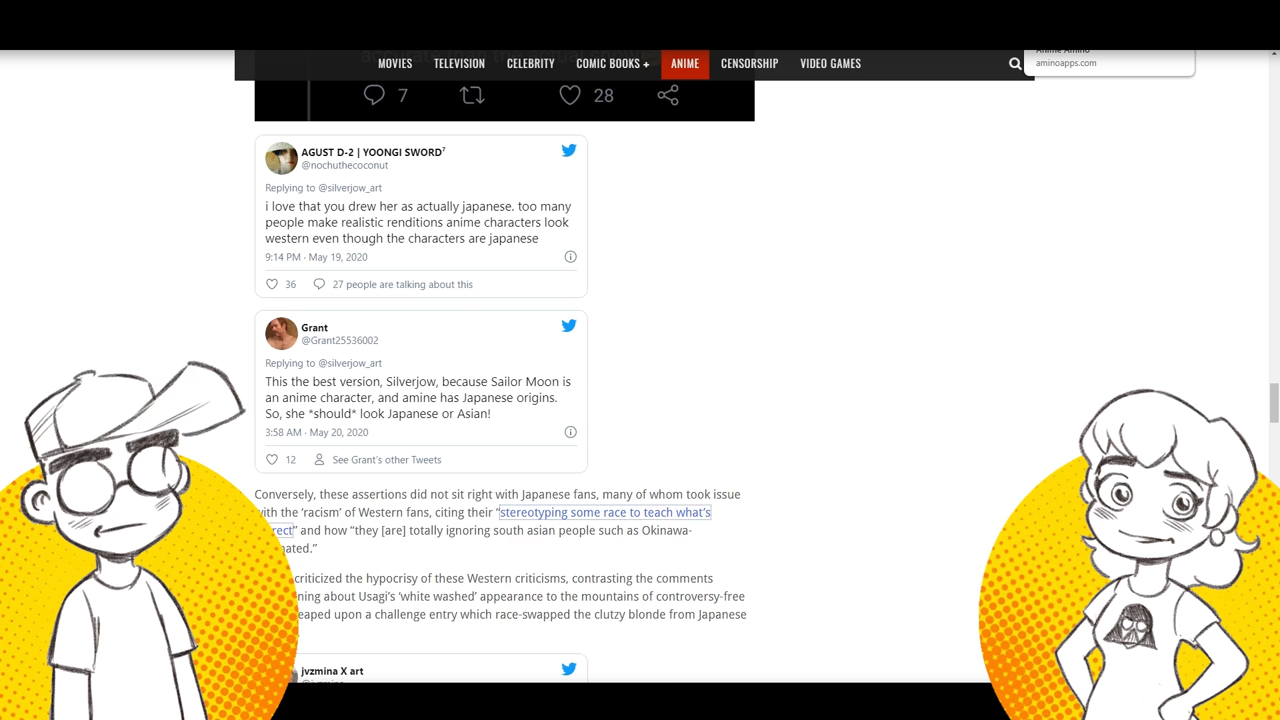 MOVIES TELEVISION CELEBRITY COMIC BOOKS + ANIME CENSORSHIP VIDEO GAMES
aminoapps.com
7 28
AGUST D-2 | YOONGI SWORD⁷
@nochuthecoconut
Replying to @silverjow_art
i love that you drew her as actually japanese. too many
people make realistic renditions anime characters look
western even though the characters are japanese
9:14 PM · May 19, 2020
36 27 people are talking about this
Grant
@Grant25536002
Replying to @silverjow_art
This the best version, Silverjow, because Sailor Moon is
an anime character, and amine has Japanese origins.
So, she *should* look Japanese or Asian!
3:58 AM · May 20, 2020
12 See Grant's other Tweets
Conversely, these assertions did not sit right with Japanese fans, many of whom took issue
with the ‘racism’ of Western fans, citing their “stereotyping some race to teach what’s
rect” and how “they [are] totally ignoring south asian people such as Okinawa-
nated.”
criticized the hypocrisy of these Western criticisms, contrasting the comments
ning about Usagi’s ‘white washed’ appearance to the mountains of controversy-free
eaped upon a challenge entry which race-swapped the clutzy blonde from Japanese
jvzmina X art